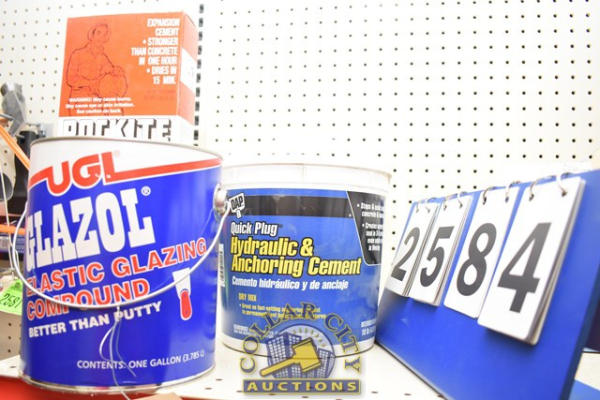 EXPANSION
CEMENT
• STRONGER
THAN CONCRETE
IN ONE HOUR
• DRIES IN
15 MIN.
WARNING:
ROCKITE
UGL
GLAZOL®
ELASTIC GLAZING
COMPOUND
BETTER THAN PUTTY
CONTENTS: ONE GALLON (3.785 L)
DAP
Quick Plug
Hydraulic &
Anchoring Cement
Cemento hidráulico y de anclaje
DRY MIX
2584
COLLAR CITY
AUCTIONS